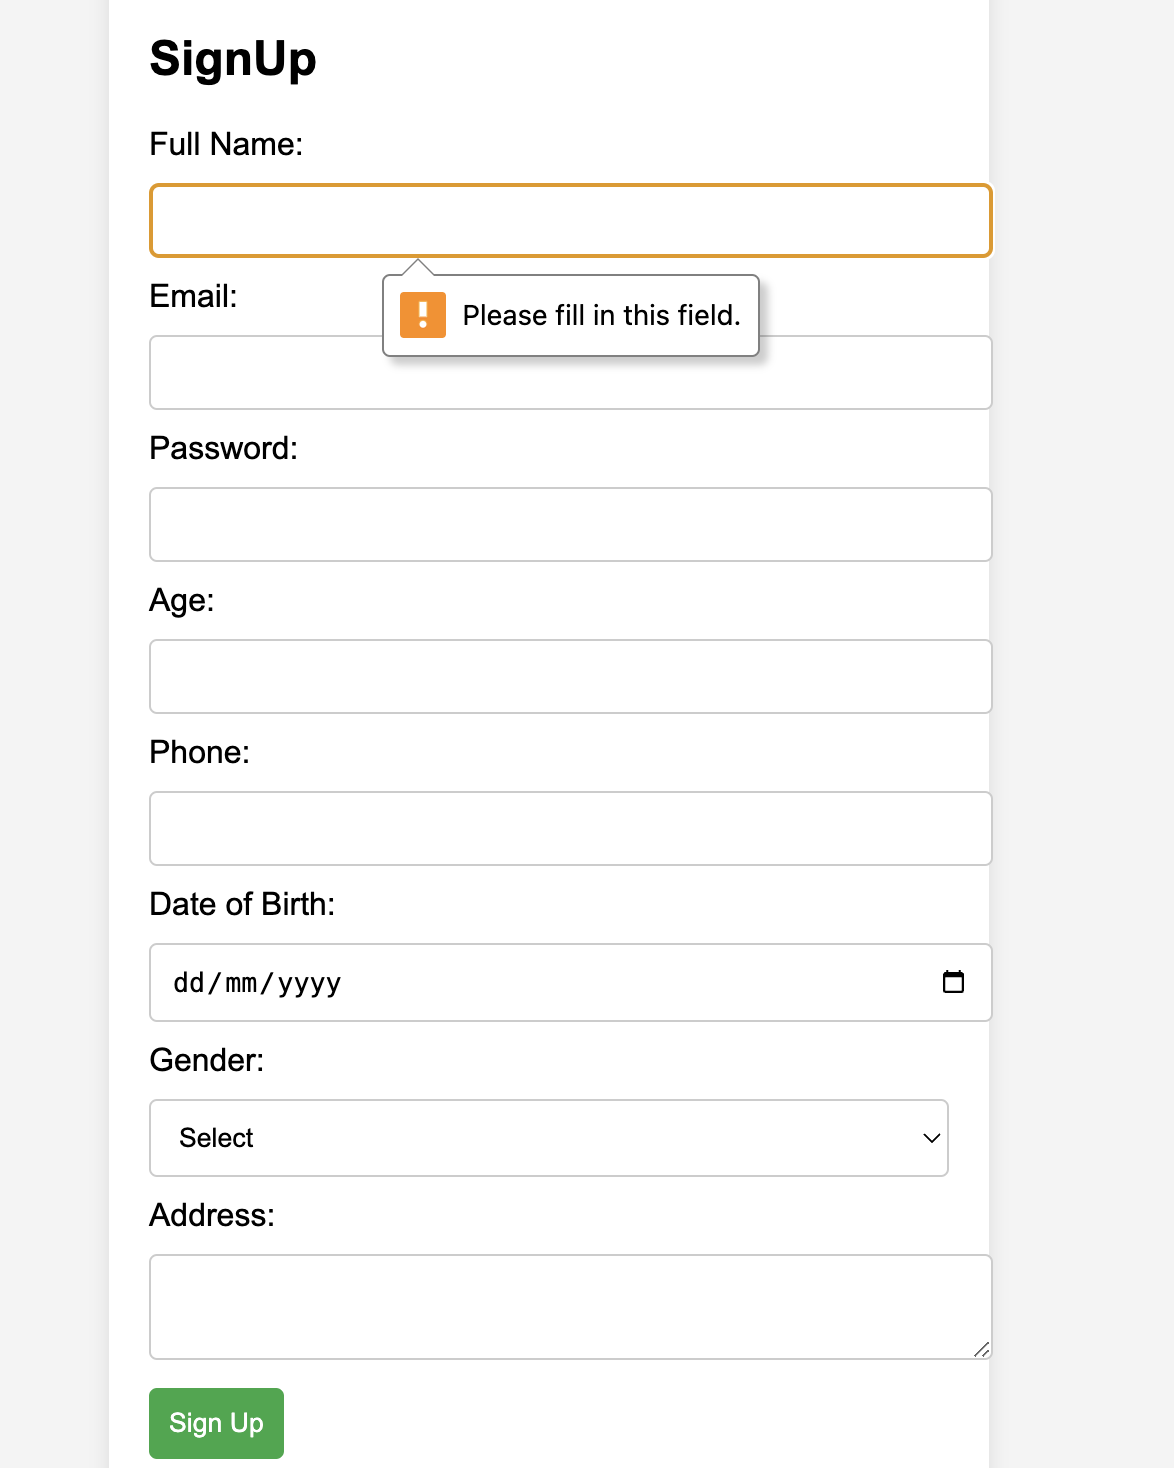 SignUp
Full Name:
Email:
Please fill in this field.
Password:
Age:
Phone:
Date of Birth:
dd/mm/yyyy
Gender:
Select
Address:
Sign Up